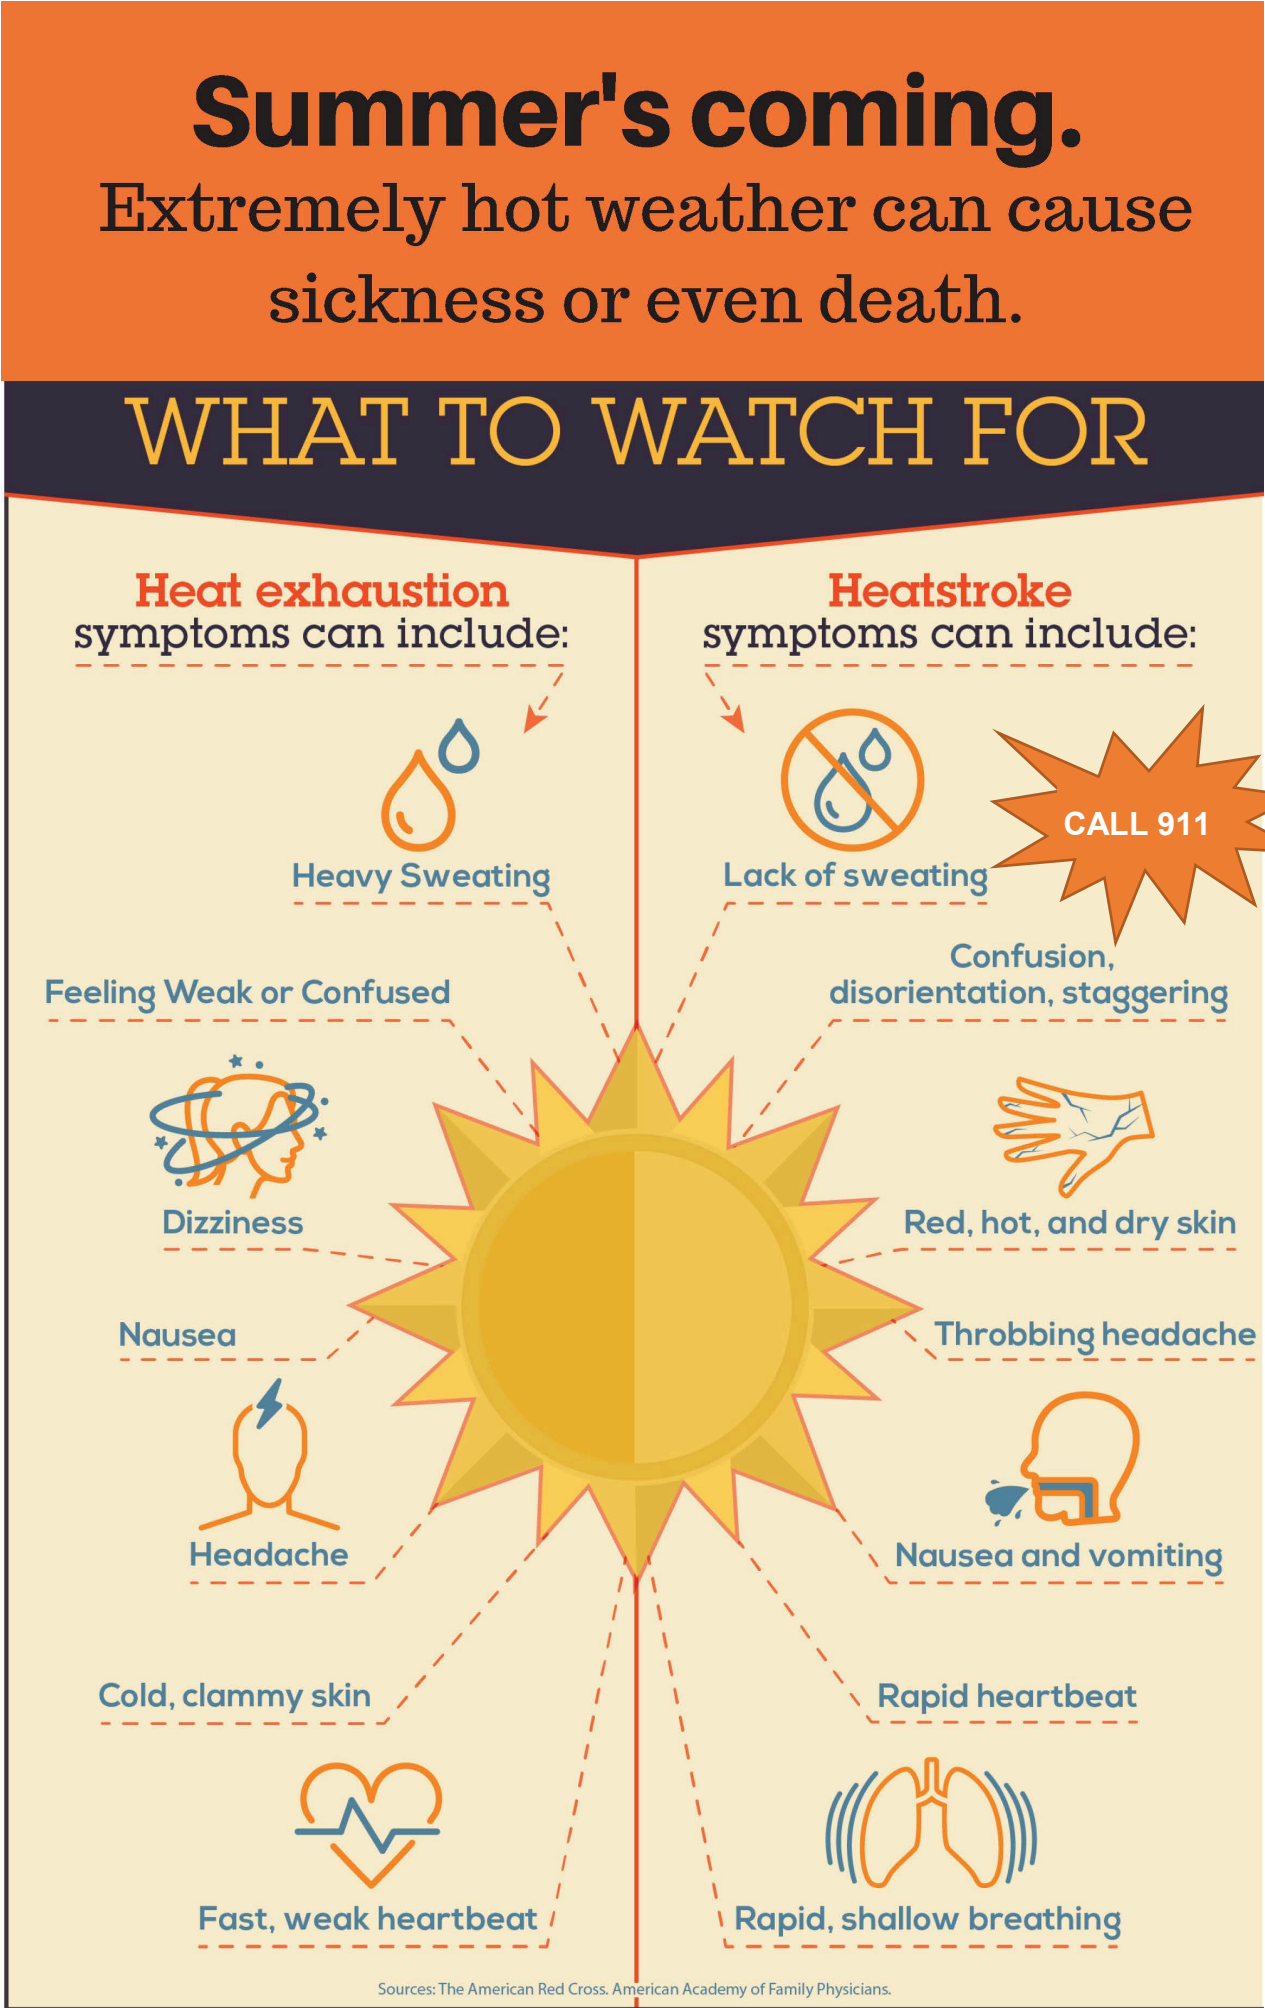 Summer's coming.
Extremely hot weather can cause
sickness or even death.
WHAT TO WATCH FOR
Heat exhaustion
symptoms can include:
Heavy Sweating
Feeling Weak or Confused
Dizziness
Nausea
Headache
Cold, clammy skin
Fast, weak heartbeat
Heatstroke
symptoms can include:
CALL 911
Lack of sweating
Confusion,
disorientation, staggering
Red, hot, and dry skin
Throbbing headache
Nausea and vomiting
Rapid heartbeat
Rapid, shallow breathing
Sources: The American Red Cross. American Academy of Family Physicians.